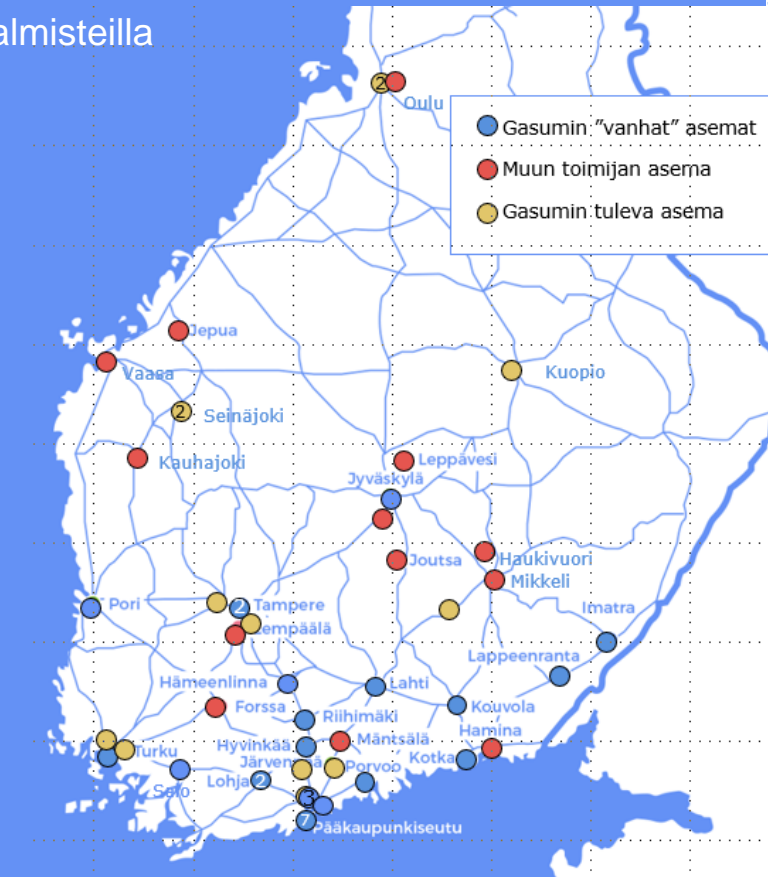 almisteilla
2
Oulu
Gasumin ”vanhat” asemat
Muun toimijan asema
Gasumin tuleva asema
Jepua
Vaasa
Kuopio
2
Seinäjoki
Kauhajoki
Leppävesi
Jyväskylä
Joutsa
Haukivuori
Mikkeli
Pori
2
Tampere
Lempäälä
Imatra
Lappeenranta
Hämeenlinna
Lahti
Forssa
Kouvola
Riihimäki
Hamina
Hyvinkää
Mäntsälä
Turku
Järvenpää
Porvoo
Kotka
Salo
Lohja
2
3
7
Pääkaupunkiseutu